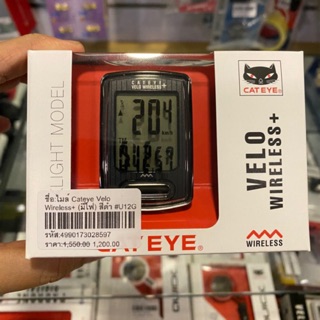 CATEYE
VELO WIRELESS+
CATEYE®
LIGHT MODEL
VELO
WIRELESS+
ชื่อ:ไมล์ Cateye Velo
Wireless+ (มีไฟ) สีดำ #U12G
รหัส:4990173028597
ราคา:1,550.00 1,200.00
CATEYE®
WIRELESS